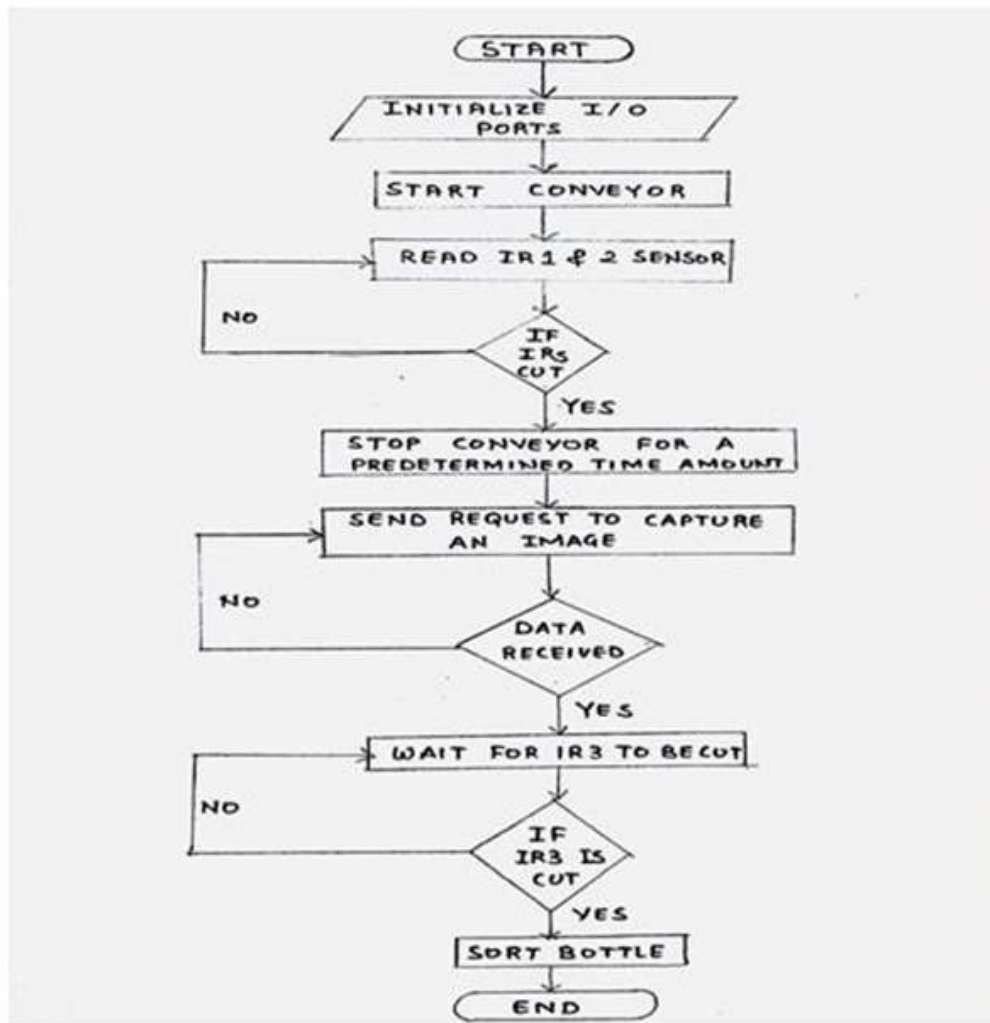 START
INITIALIZE I/O
PORTS
START CONVEYOR
READ IR1 & 2 SENSOR
NO
IF
IRS
CUT
YES
STOP CONVEYOR FOR A
PREDETERMINED TIME AMOUNT
SEND REQUEST TO CAPTURE
AN IMAGE
NO
DATA
RECEIVED
YES
WAIT FOR IR3 TO BE CUT
NO
IF
IR3 IS
CUT
YES
SORT BOTTLE
END